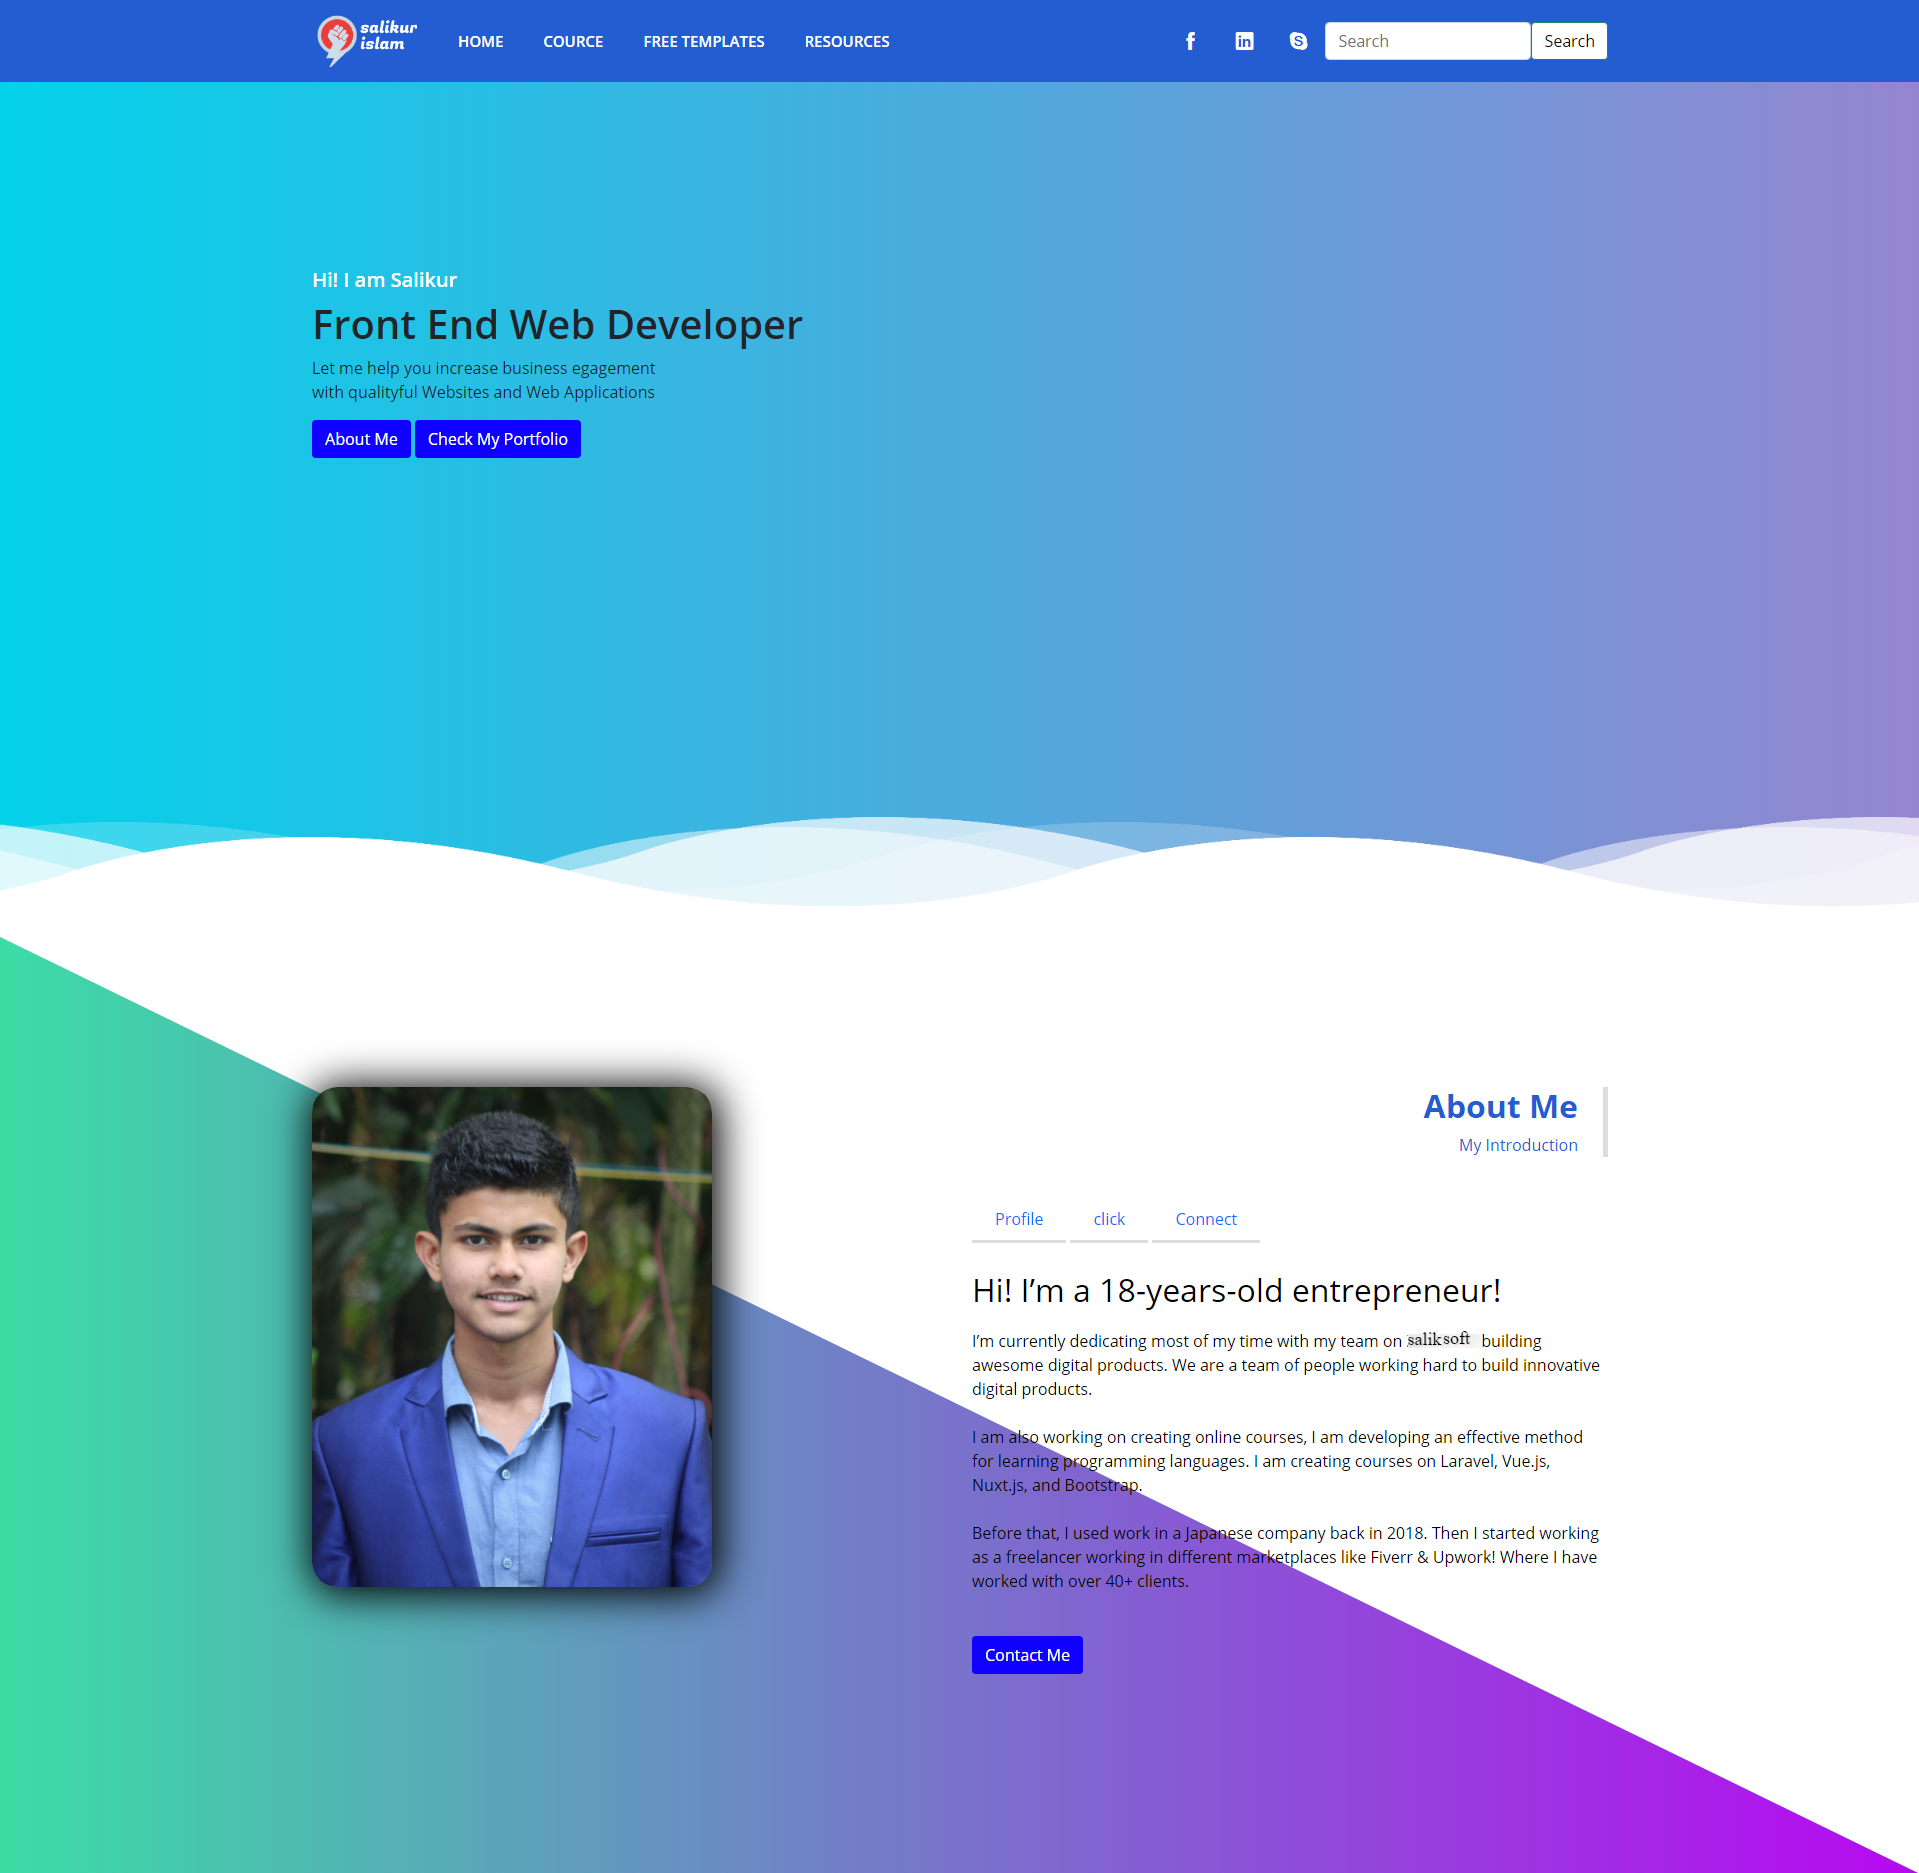 salikur
islam
HOME
COURCE
FREE TEMPLATES
RESOURCES
Search
Search
Hi! I am Salikur
Front End Web Developer
Let me help you increase business egagement
with qualityful Websites and Web Applications
About Me
Check My Portfolio
About Me
My Introduction
Profile
click
Connect
Hi! I’m a 18-years-old entrepreneur!
I’m currently dedicating most of my time with my team on saliksoft building
awesome digital products. We are a team of people working hard to build innovative
digital products.
I am also working on creating online courses, I am developing an effective method
for learning programming languages. I am creating courses on Laravel, Vue.js,
Nuxt.js, and Bootstrap.
Before that, I used work in a Japanese company back in 2018. Then I started working
as a freelancer working in different marketplaces like Fiverr & Upwork! Where I have
worked with over 40+ clients.
Contact Me